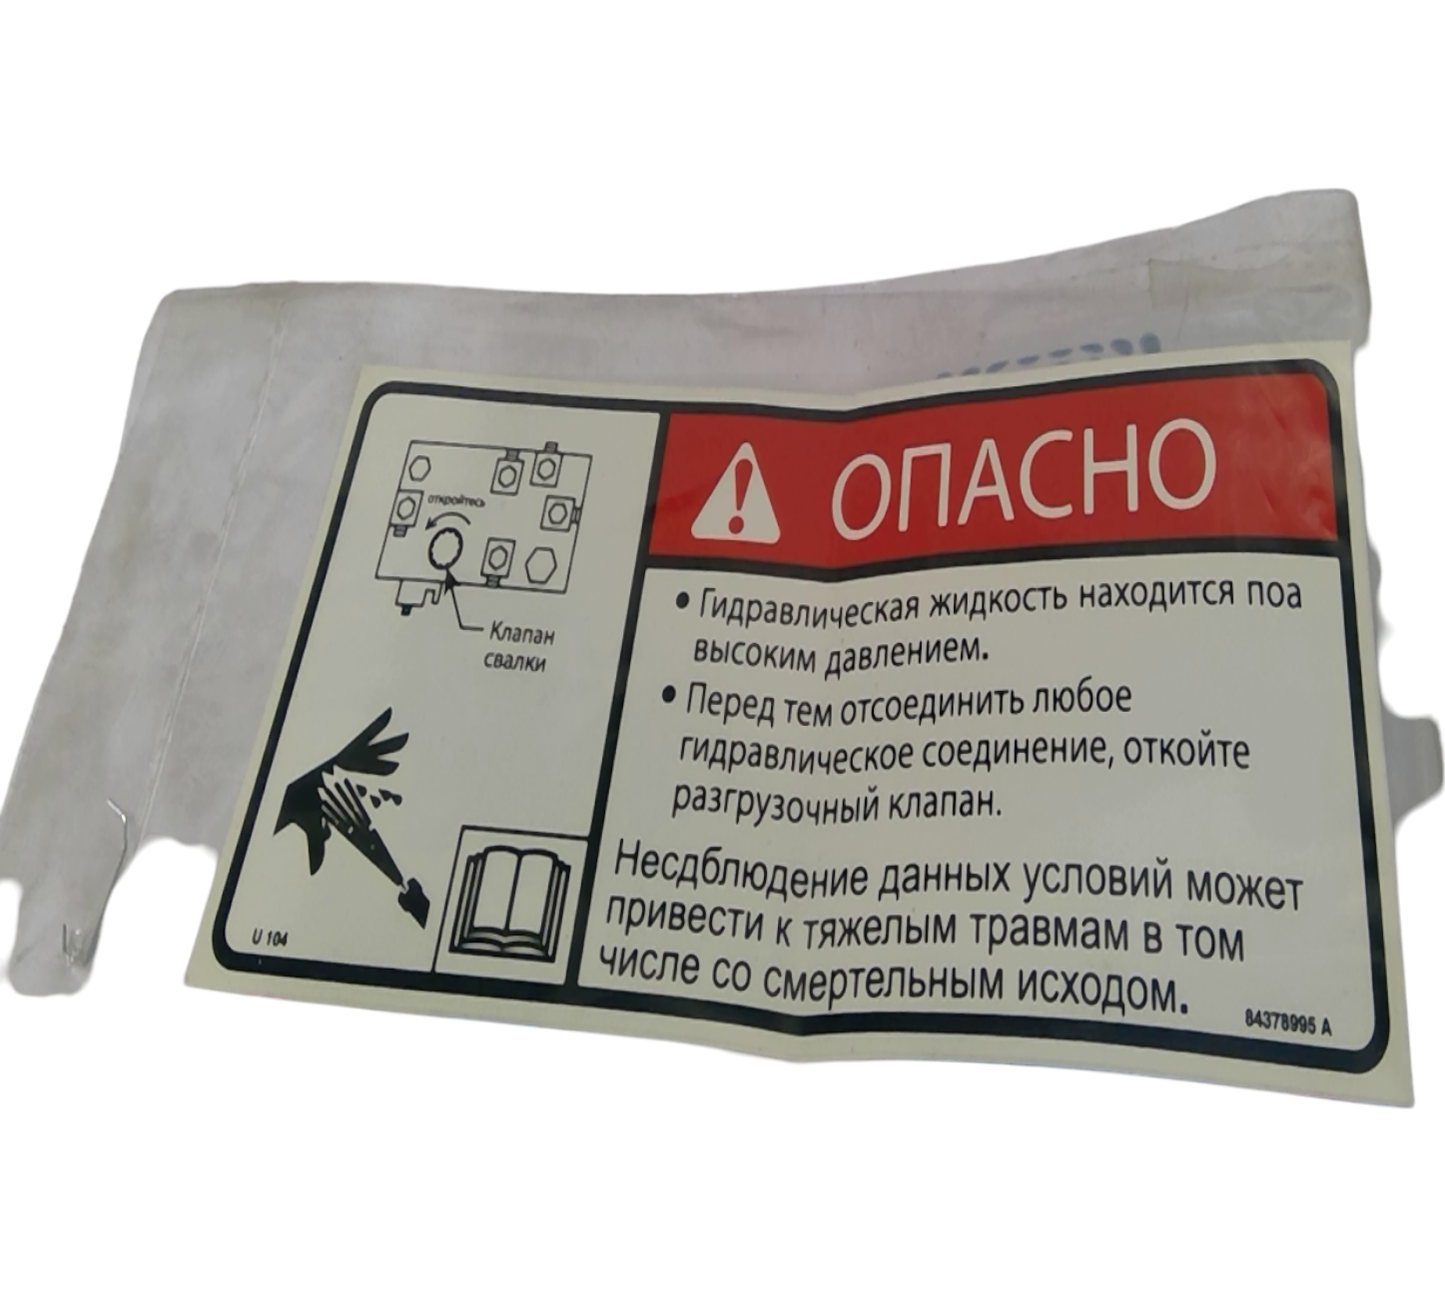 ОПАСНО
откройтесь
Клапан
свалки
• Гидравлическая жидкость находится поа
высоким давлением.
• Перед тем отсоединить любое
гидравлическое соединение, откойте
разгрузочный клапан.
Несдблюдение данных условий может
привести к тяжелым травмам в том
числе со смертельным исходом.
U 104
84378995 A